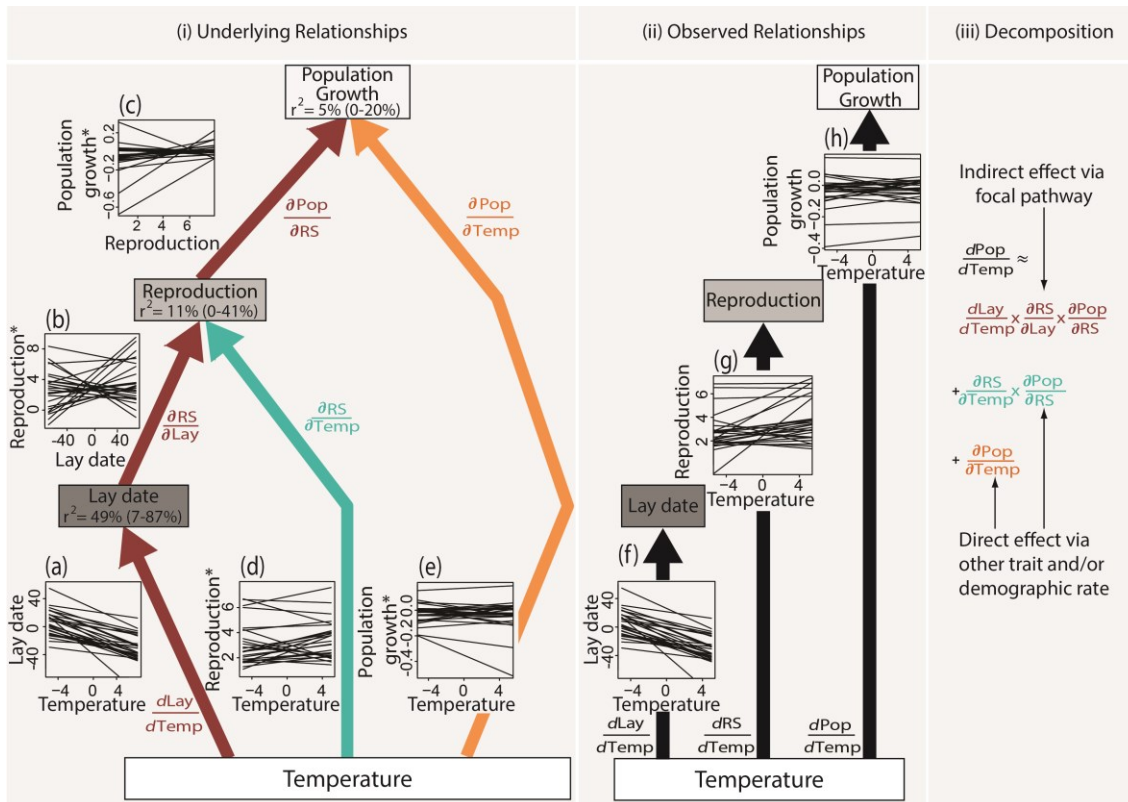 (i) Underlying Relationships
Population
Growth
r² = 5% (0-20%)
(c)
Population
growth*
0.2
-0.2
-0.6
2 4 6
Reproduction
∂Pop
∂RS
∂Pop
∂Temp
Reproduction
r² = 11% (0-41%)
(b)
Reproduction*
8
4
0
-40 0 40
Lay date
∂RS
∂Lay
∂RS
∂Temp
Lay date
r² = 49% (7-87%)
(a)
Lay date
40
0
-40
-4 0 4
Temperature
dLay
dTemp
(d)
Reproduction*
6
4
2
-4 0 4
Temperature
(e)
Population
growth*
0.0
-0.2
-0.4
-4 0 4
Temperature
Temperature
(ii) Observed Relationships
Population
Growth
(h)
Population
growth
0.0
-0.2
-0.4
-4 0 4
Temperature
Reproduction
(g)
Reproduction
6
4
2
-4 0 4
Temperature
Lay date
(f)
Lay date
40
0
-40
-4 0 4
Temperature
dLay
dTemp
dRS
dTemp
dPop
dTemp
Temperature
(iii) Decomposition
Indirect effect via
focal pathway
dPop
dTemp ≈
dLay x ∂RS x ∂Pop
dTemp ∂Lay ∂RS
+ ∂RS x ∂Pop
∂Temp ∂RS
+ ∂Pop
∂Temp
Direct effect via
other trait and/or
demographic rate